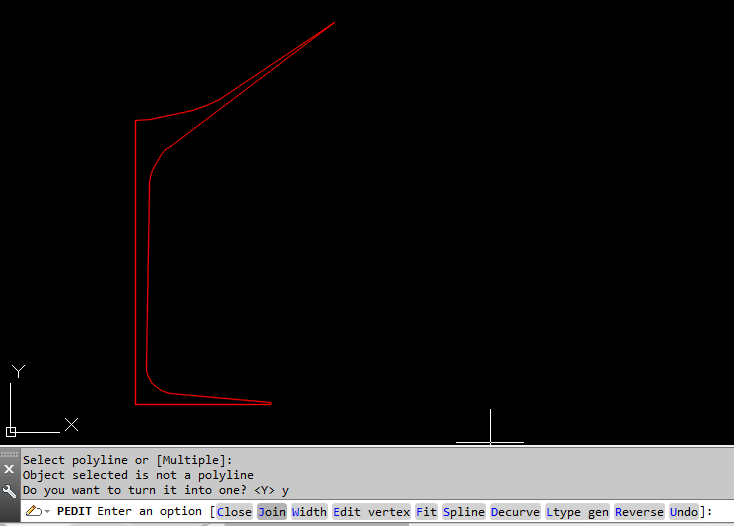 Y
X
Select polyline or [Multiple]:
Object selected is not a polyline
Do you want to turn it into one? <Y> y
PEDIT Enter an option [Close Join Width Edit vertex Fit Spline Decurve Ltype gen Reverse Undo]: